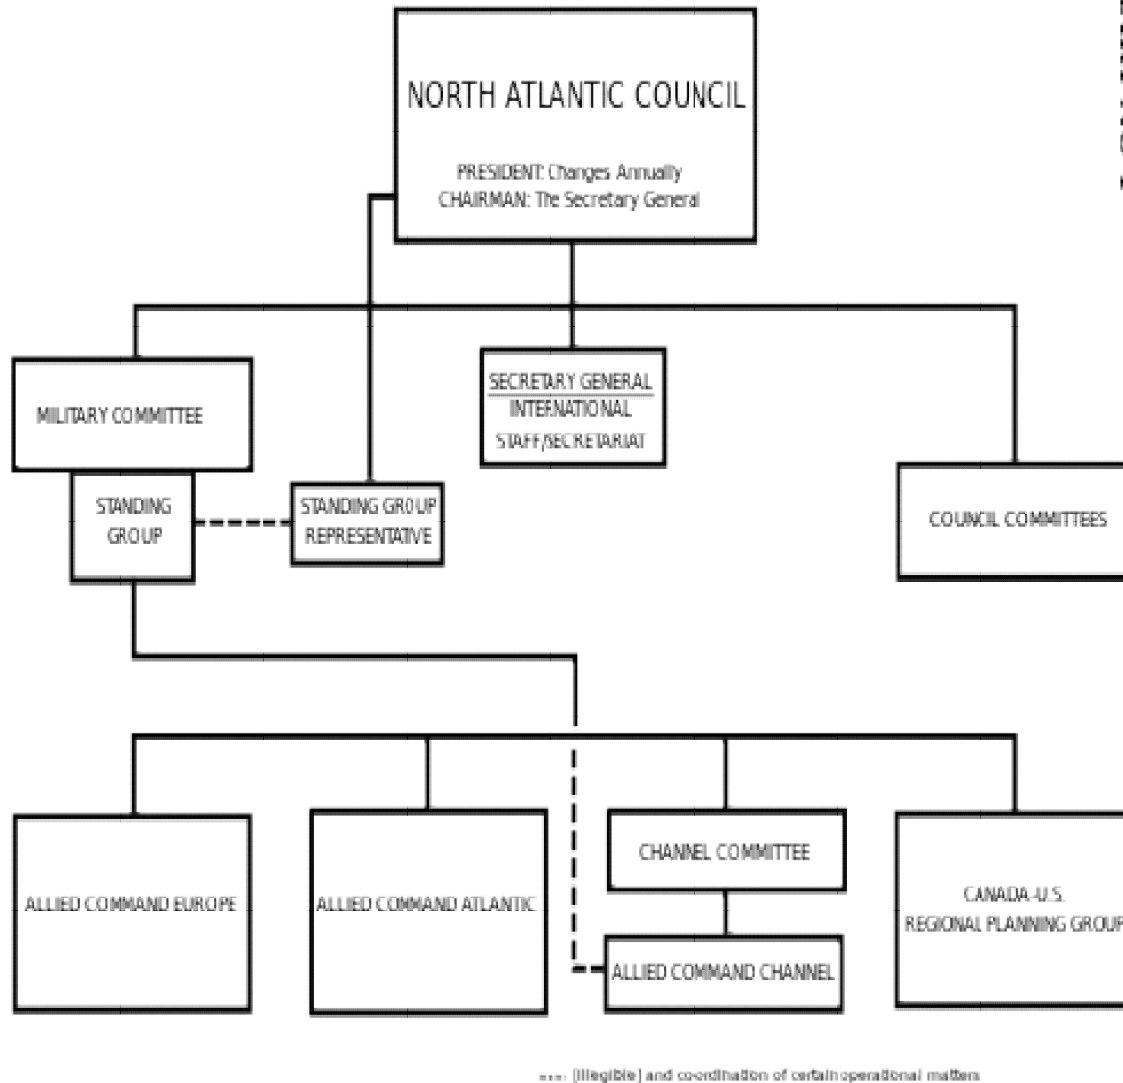 NORTH ATLANTIC COUNCIL
PRESIDENT: Changes Annually
CHAIRMAN: The Secretary General
MILITARY COMMITTEE
SECRETARY GENERAL
INTERNATIONAL
STAFF/SECRETARIAT
STANDING
GROUP
STANDING GROUP
REPRESENTATIVE
COUNCIL COMMITTEES
ALLIED COMMAND EUROPE
ALLIED COMMAND ATLANTIC
CHANNEL COMMITTEE
ALLIED COMMAND CHANNEL
CANADA-U.S.
REGIONAL PLANNING GROUP
[illegible] and co-ordination of certain operational matters